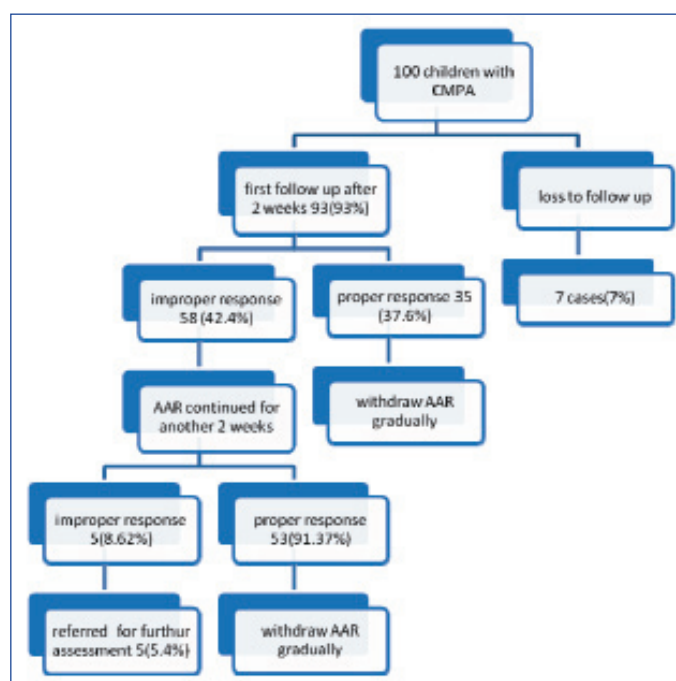 100 children with
CMPA
first follow up after
2 weeks 93(93%)
loss to follow up
improper response
58 (42.4%)
proper response 35
(37.6%)
7 cases(7%)
AAR continued for
another 2 weeks
withdraw AAR
gradually
improper response
5(8.62%)
proper response
53(91.37%)
referred for furthur
assessment 5(5.4%)
withdraw AAR
gradually